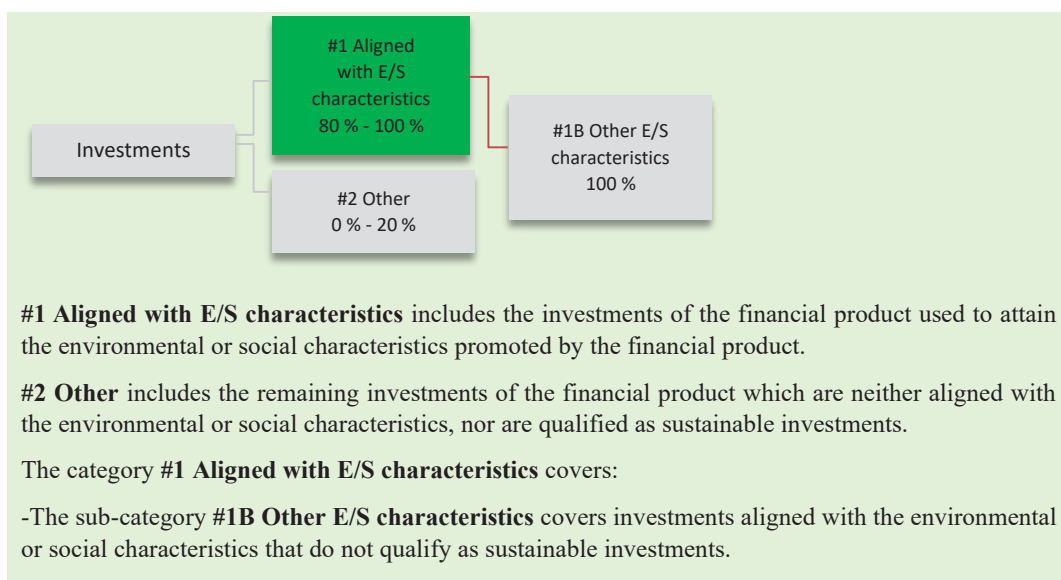 #1 Aligned
with E/S
characteristics
80 % - 100 %
Investments
#1B Other E/S
characteristics
100 %
#2 Other
0 % - 20 %
#1 Aligned with E/S characteristics includes the investments of the financial product used to attain
the environmental or social characteristics promoted by the financial product.
#2 Other includes the remaining investments of the financial product which are neither aligned with
the environmental or social characteristics, nor are qualified as sustainable investments.
The category #1 Aligned with E/S characteristics covers:
-The sub-category #1B Other E/S characteristics covers investments aligned with the environmental
or social characteristics that do not qualify as sustainable investments.